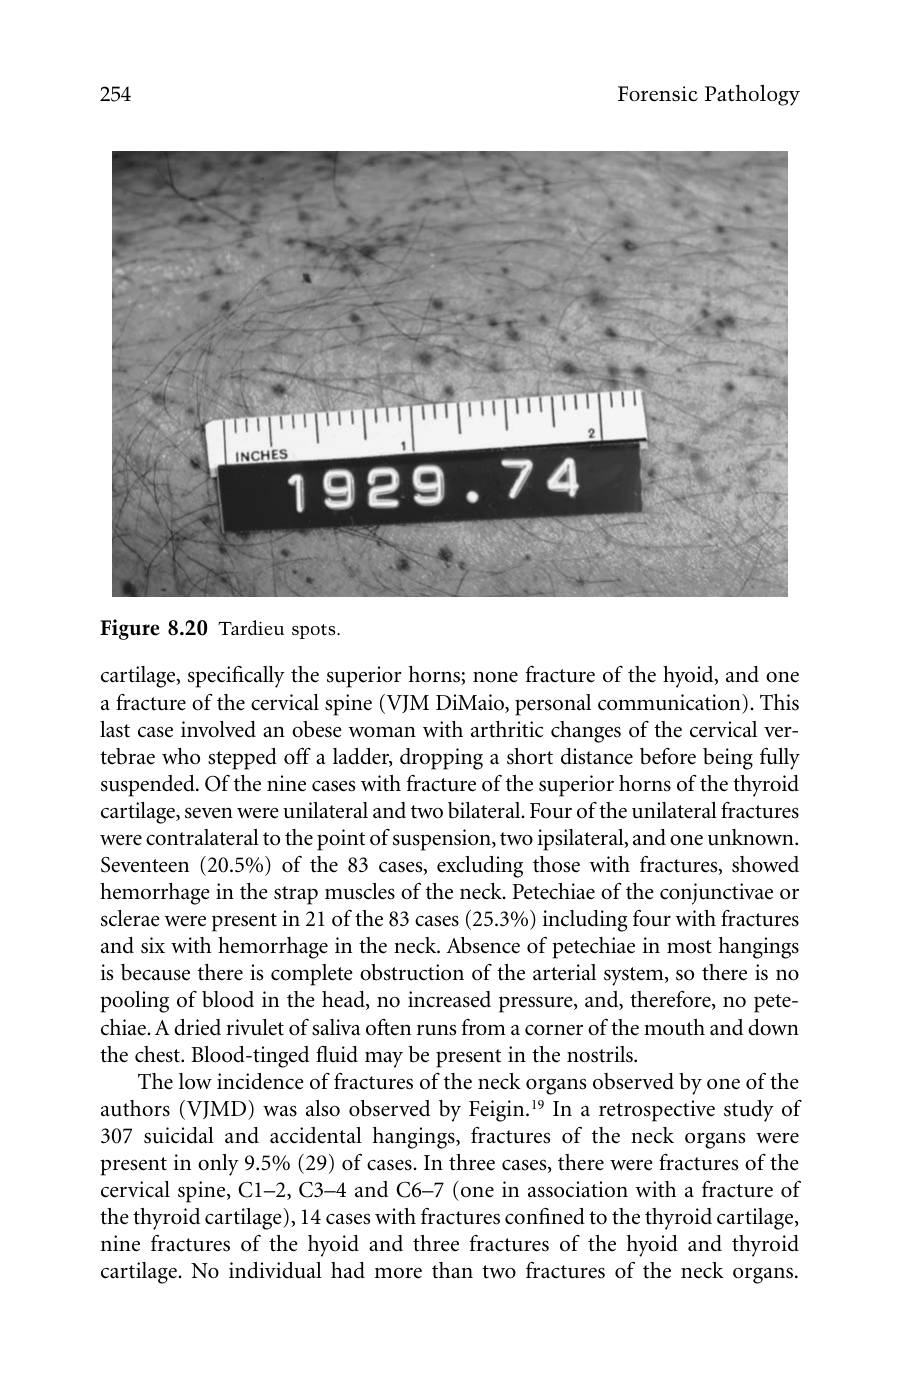 254
Forensic Pathology
1
2
INCHES
1929.74
Figure 8.20 Tardieu spots.
cartilage, specifically the superior horns; none fracture of the hyoid, and one
a fracture of the cervical spine (VJM DiMaio, personal communication). This
last case involved an obese woman with arthritic changes of the cervical ver-
tebrae who stepped off a ladder, dropping a short distance before being fully
suspended. Of the nine cases with fracture of the superior horns of the thyroid
cartilage, seven were unilateral and two bilateral. Four of the unilateral fractures
were contralateral to the point of suspension, two ipsilateral, and one unknown.
Seventeen (20.5%) of the 83 cases, excluding those with fractures, showed
hemorrhage in the strap muscles of the neck. Petechiae of the conjunctivae or
sclerae were present in 21 of the 83 cases (25.3%) including four with fractures
and six with hemorrhage in the neck. Absence of petechiae in most hangings
is because there is complete obstruction of the arterial system, so there is no
pooling of blood in the head, no increased pressure, and, therefore, no pete-
chiae. A dried rivulet of saliva often runs from a corner of the mouth and down
the chest. Blood-tinged fluid may be present in the nostrils.
The low incidence of fractures of the neck organs observed by one of the
authors (VJMD) was also observed by Feigin.¹⁹ In a retrospective study of
307 suicidal and accidental hangings, fractures of the neck organs were
present in only 9.5% (29) of cases. In three cases, there were fractures of the
cervical spine, C1–2, C3–4 and C6–7 (one in association with a fracture of
the thyroid cartilage), 14 cases with fractures confined to the thyroid cartilage,
nine fractures of the hyoid and three fractures of the hyoid and thyroid
cartilage. No individual had more than two fractures of the neck organs.